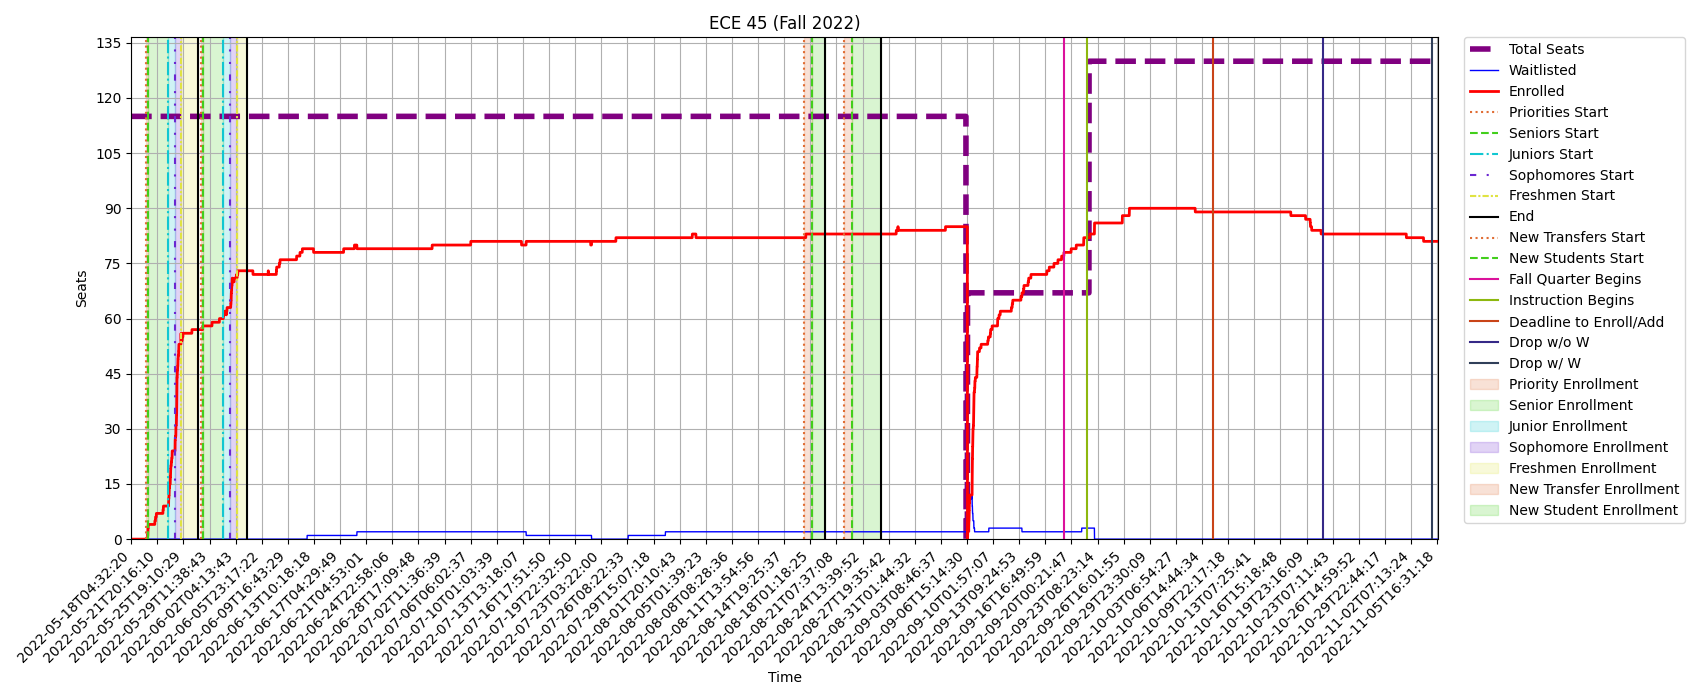 ECE 45 (Fall 2022)
135
120
105
90
75
60
45
30
15
0
Seats
2022-05-18T04:32:20
2022-05-21T20:16:10
2022-05-25T19:10:29
2022-05-29T11:38:43
2022-06-02T04:13:43
2022-06-05T23:17:22
2022-06-09T16:43:29
2022-06-13T10:18:18
2022-06-17T04:29:49
2022-06-21T04:53:01
2022-06-24T22:58:06
2022-06-28T17:09:48
2022-07-02T11:36:39
2022-07-06T06:02:37
2022-07-10T01:03:39
2022-07-13T13:18:07
2022-07-16T17:51:50
2022-07-19T22:32:50
2022-07-23T03:22:00
2022-07-26T08:22:33
2022-07-29T15:07:18
2022-08-01T20:10:43
2022-08-05T01:39:23
2022-08-08T08:28:36
2022-08-11T13:54:56
2022-08-14T19:25:37
2022-08-18T01:18:25
2022-08-21T07:37:08
2022-08-24T13:39:52
2022-08-27T19:35:42
2022-08-31T01:44:32
2022-09-03T08:46:37
2022-09-06T15:14:30
2022-09-10T01:57:07
2022-09-13T09:24:53
2022-09-16T16:49:59
2022-09-20T00:21:47
2022-09-23T08:23:14
2022-09-26T16:01:55
2022-09-29T23:30:09
2022-10-03T06:54:27
2022-10-06T14:44:34
2022-10-09T22:17:18
2022-10-13T07:25:41
2022-10-16T15:18:48
2022-10-19T23:16:09
2022-10-23T07:11:43
2022-10-26T14:59:52
2022-10-29T22:44:17
2022-11-02T07:13:24
2022-11-05T16:31:18
Time
Total Seats
Waitlisted
Enrolled
Priorities Start
Seniors Start
Juniors Start
Sophomores Start
Freshmen Start
End
New Transfers Start
New Students Start
Fall Quarter Begins
Instruction Begins
Deadline to Enroll/Add
Drop w/o W
Drop w/ W
Priority Enrollment
Senior Enrollment
Junior Enrollment
Sophomore Enrollment
Freshmen Enrollment
New Transfer Enrollment
New Student Enrollment